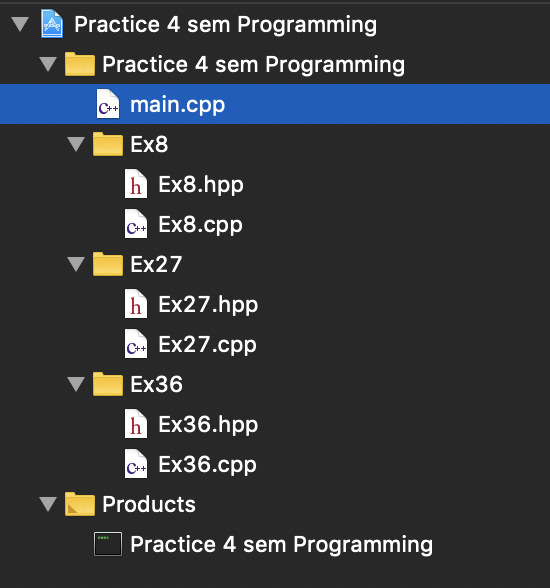 Practice 4 sem Programming
Practice 4 sem Programming
C++ main.cpp
Ex8
h Ex8.hpp
C++ Ex8.cpp
Ex27
h Ex27.hpp
C++ Ex27.cpp
Ex36
h Ex36.hpp
C++ Ex36.cpp
Products
Practice 4 sem Programming